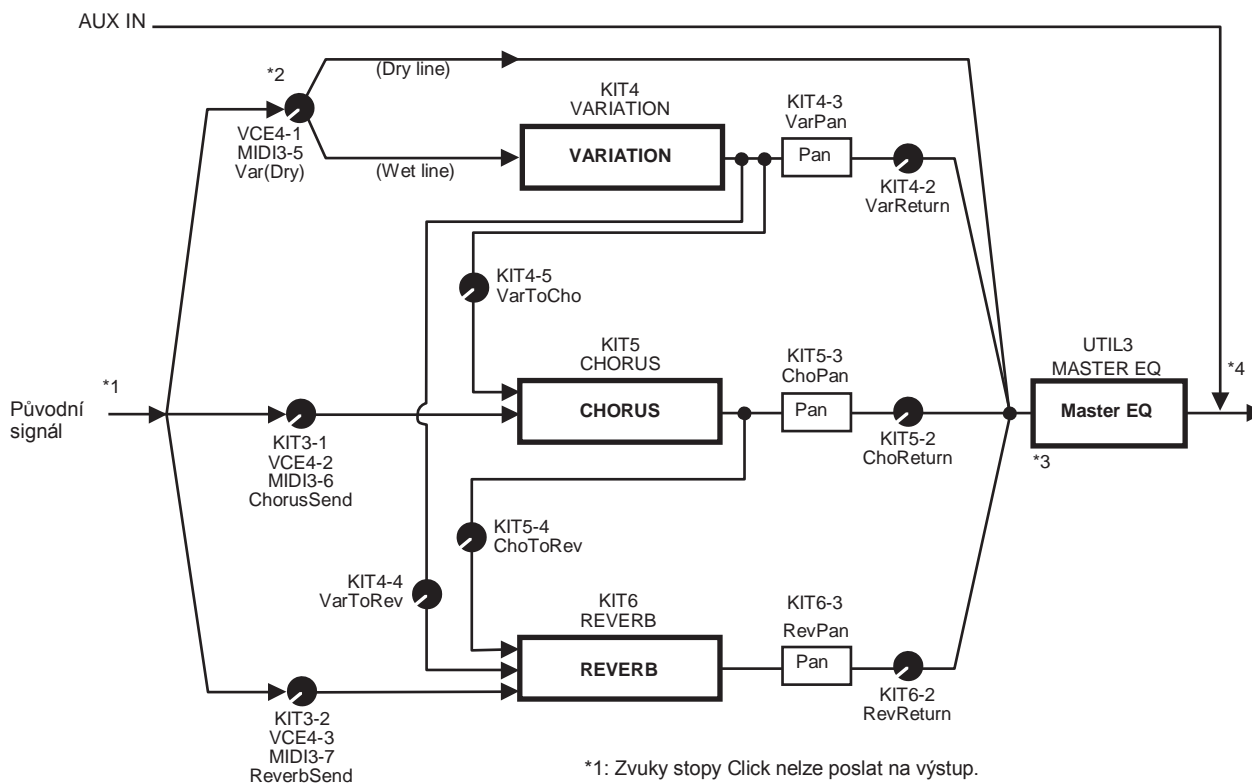 AUX IN
*2
(Dry line)
VCE4-1
MIDI3-5
Var(Dry)
(Wet line)
KIT4
VARIATION
VARIATION
KIT4-3
VarPan
Pan
KIT4-2
VarReturn
KIT4-5
VarToCho
*1
Původní
signál
KIT3-1
VCE4-2
MIDI3-6
ChorusSend
KIT5
CHORUS
CHORUS
KIT5-3
ChoPan
Pan
KIT5-2
ChoReturn
UTIL3
MASTER EQ
Master EQ
*4
*3
KIT5-4
ChoToRev
KIT4-4
VarToRev
KIT6
REVERB
REVERB
KIT6-3
RevPan
Pan
KIT6-2
RevReturn
KIT3-2
VCE4-3
MIDI3-7
ReverbSend
*1: Zvuky stopy Click nelze poslat na výstup.